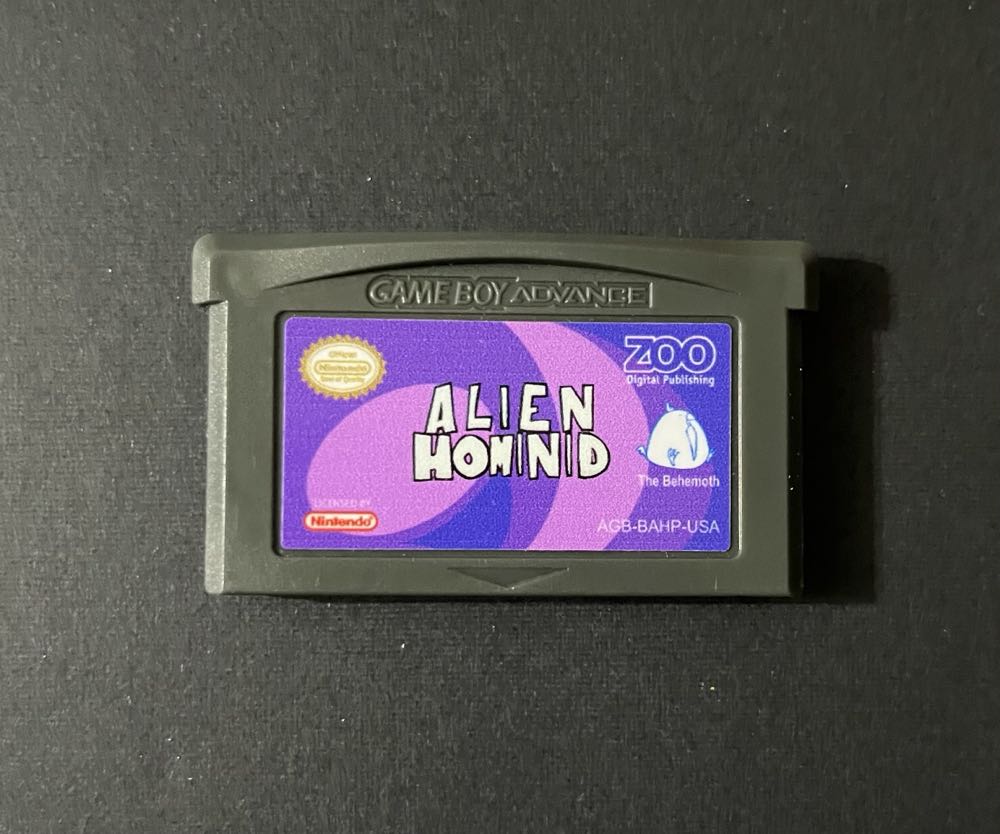 GAME BOY ADVANCE
Official
Nintendo
Seal of Quality
ZOO
Digital Publishing
ALIEN
HOMINID
The Behemoth
LICENSED BY
Nintendo
AGB-BAHP-USA